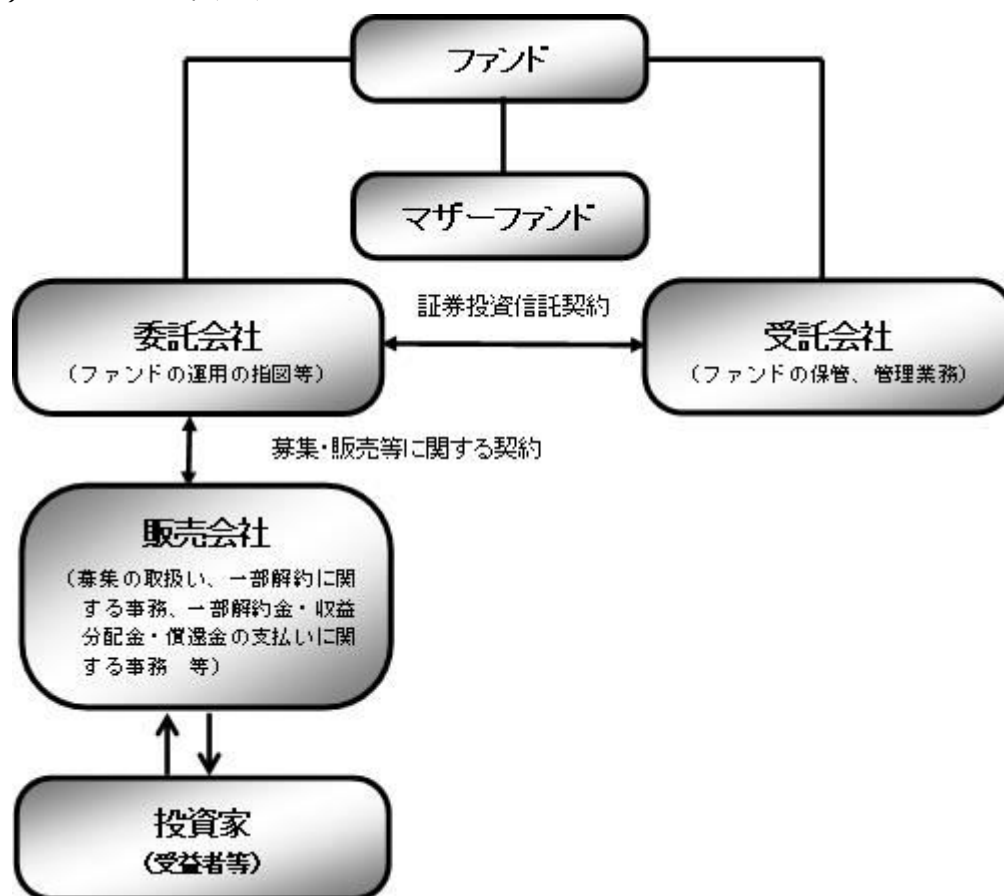 ファンド
マザーファンド
証券投資信託契約
委託会社
(ファンドの運用の指図等)
受託会社
(ファンドの保管、管理業務)
募集・販売等に関する契約
販売会社
(募集の取扱い、一部解約に関
する事務、一部解約金・収益
分配金・償還金の支払いに関
する事務 等)
投資家
(受益者等)